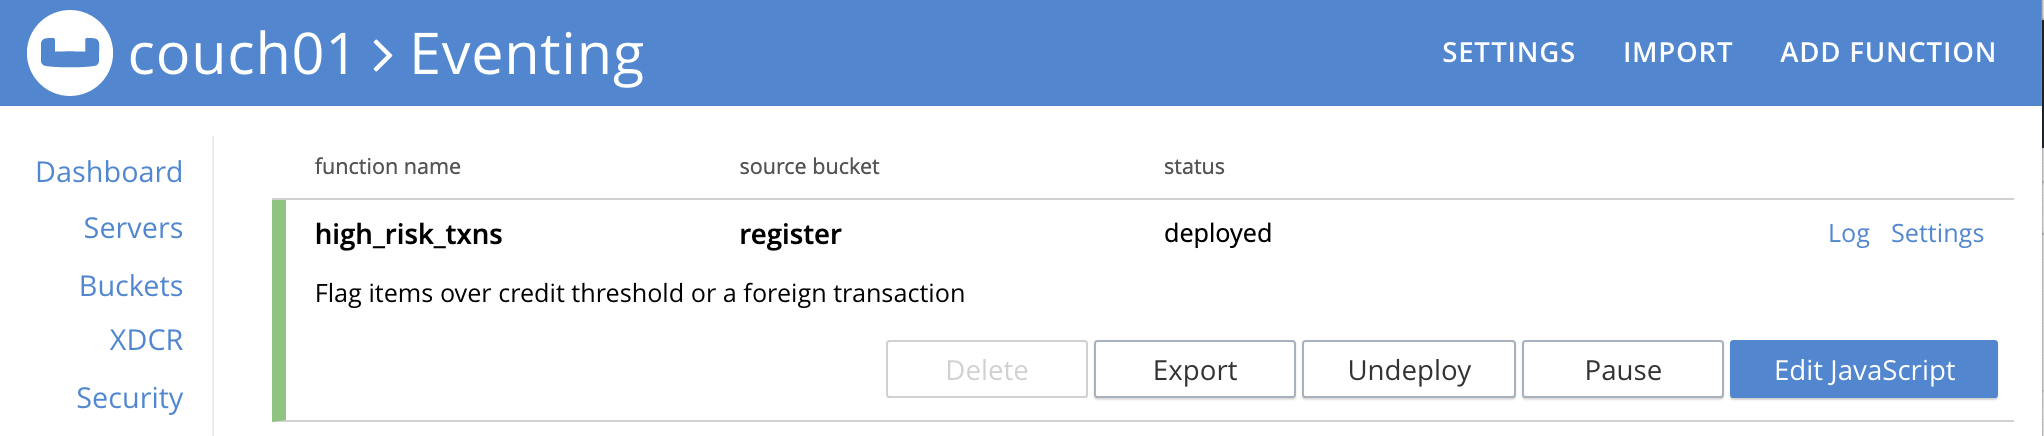 couch01 > Eventing
SETTINGS IMPORT ADD FUNCTION
Dashboard
Servers
Buckets
XDCR
Security
function name source bucket status
high_risk_txns register deployed Log Settings
Flag items over credit threshold or a foreign transaction
Delete Export Undeploy Pause Edit JavaScript